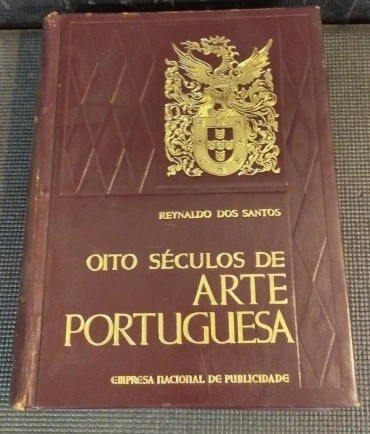 REYNALDO DOS SANTOS
OITO SÉCULOS DE
ARTE
PORTUGUESA
EMPRESA NACIONAL DE PUBLICIDADE